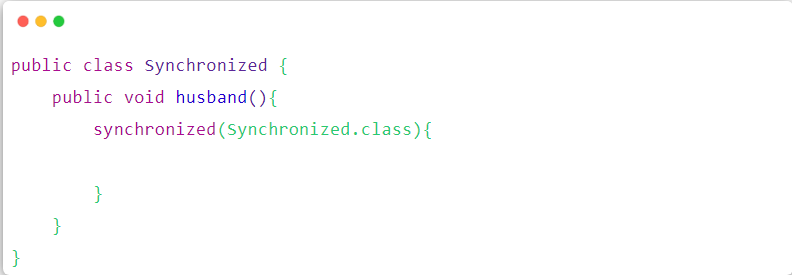 public class Synchronized {
    public void husband(){
        synchronized(Synchronized.class){

        }
    }
}